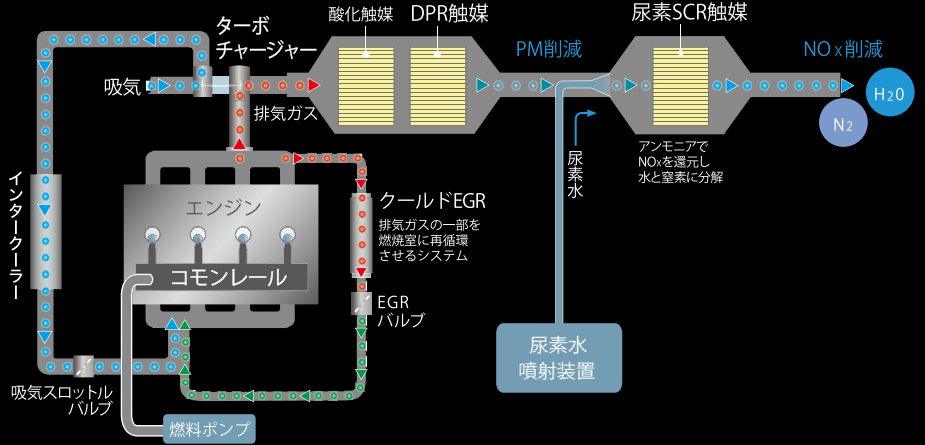 ターボ
チャージャー
酸化触媒
DPR触媒
尿素SCR触媒
PM削減
NOx削減
吸気
排気ガス
H2O
N2
尿素水
アンモニアで
NOxを還元し
水と窒素に分解
インタークーラー
エンジン
コモンレール
クールドEGR
排気ガスの一部を
燃焼室に再循環
させるシステム
EGR
バルブ
尿素水
噴射装置
吸気スロットル
バルブ
燃料ポンプ